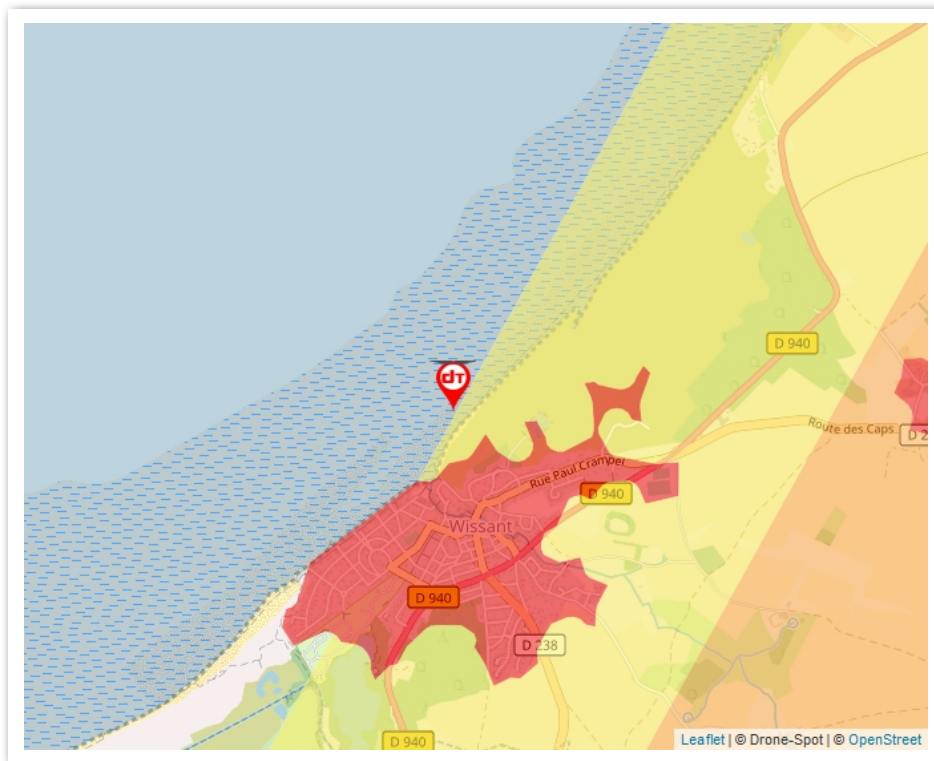 D 940
Route des Caps
D 2
dT
Rue Paul Crampel
D 940
Wissant
D 940
D 238
D 940
Leaflet | © Drone-Spot | © OpenStreet